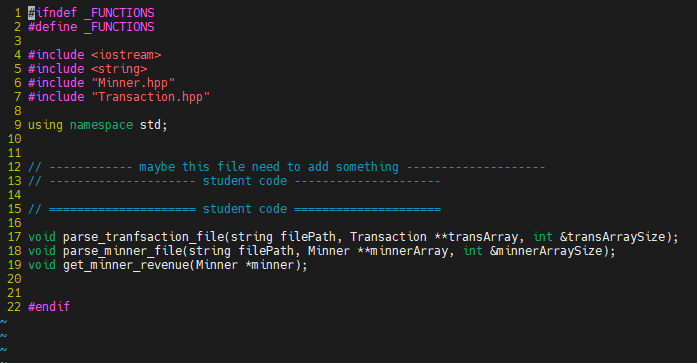 1 #ifndef _FUNCTIONS
2 #define _FUNCTIONS
3
4 #include <iostream>
5 #include <string>
6 #include "Minner.hpp"
7 #include "Transaction.hpp"
8
9 using namespace std;
10
11
12 // ------------ maybe this file need to add something --------------------
13 // --------------------- student code ---------------------
14
15 // ===================== student code =====================
16
17 void parse_tranfsaction_file(string filePath, Transaction **transArray, int &transArraySize);
18 void parse_minner_file(string filePath, Minner **minnerArray, int &minnerArraySize);
19 void get_minner_revenue(Minner *minner);
20
21
22 #endif
~
~
~
~